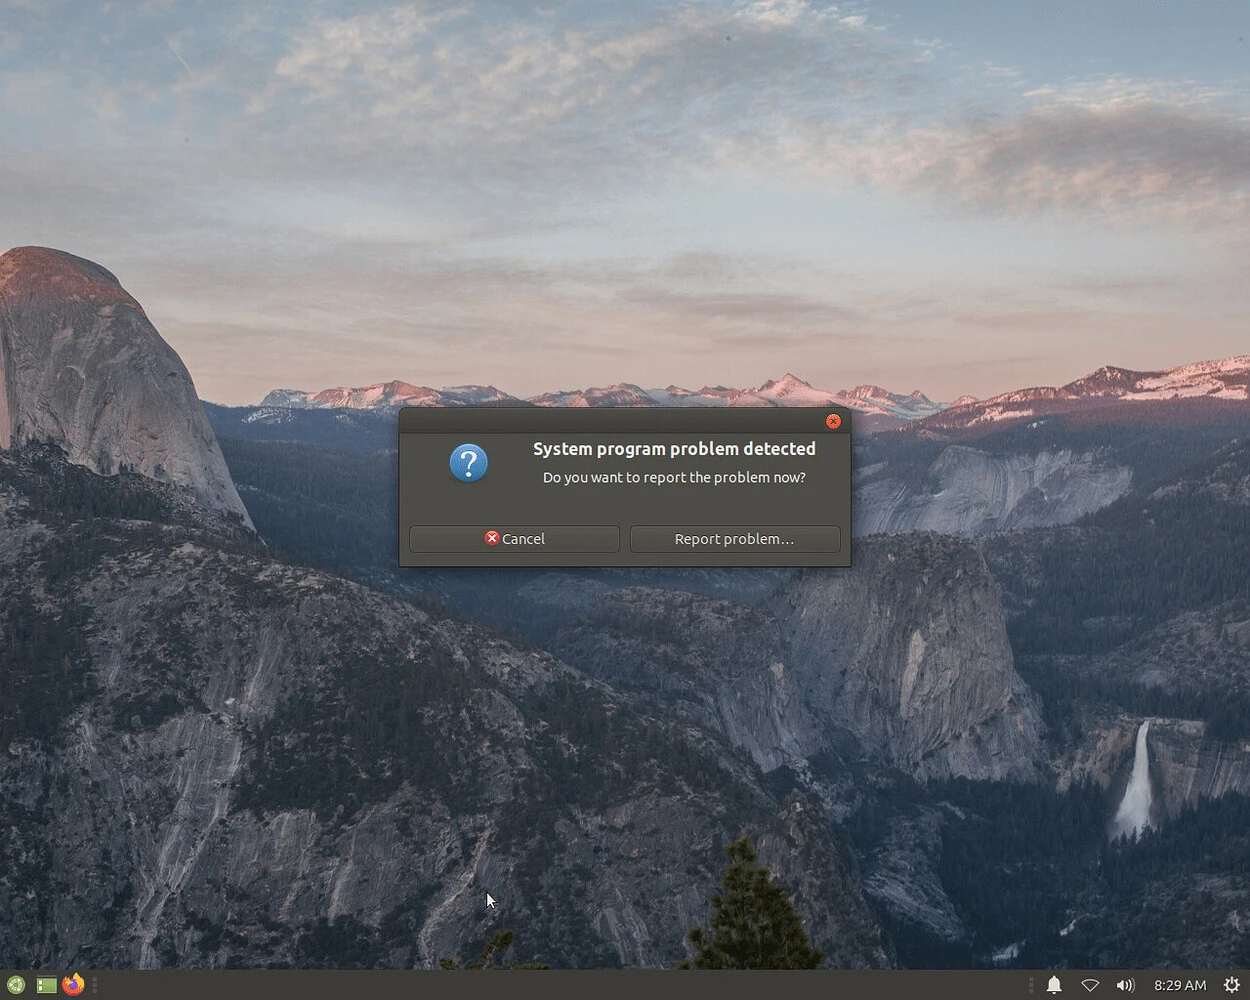 System program problem detected
Do you want to report the problem now?
Cancel
Report problem…
8:29 AM